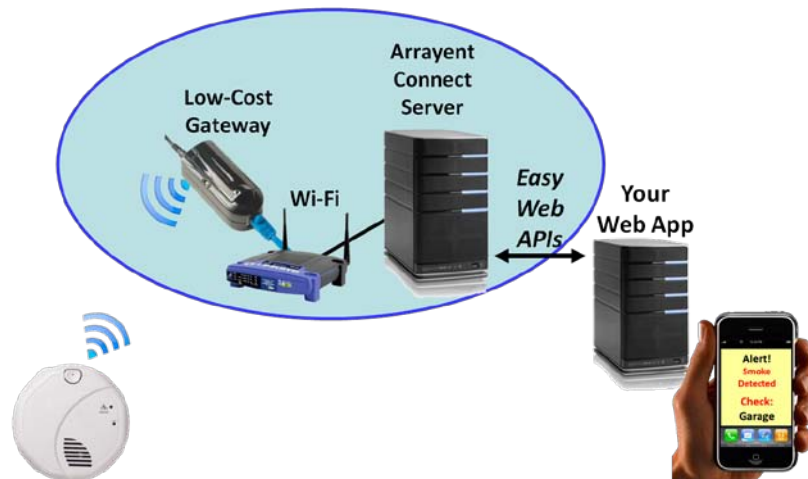 Arrayent
Connect
Server
Low-Cost
Gateway
Wi-Fi
Easy
Web
APIs
Your
Web App
Alert!
Smoke
Detected
Check:
Garage